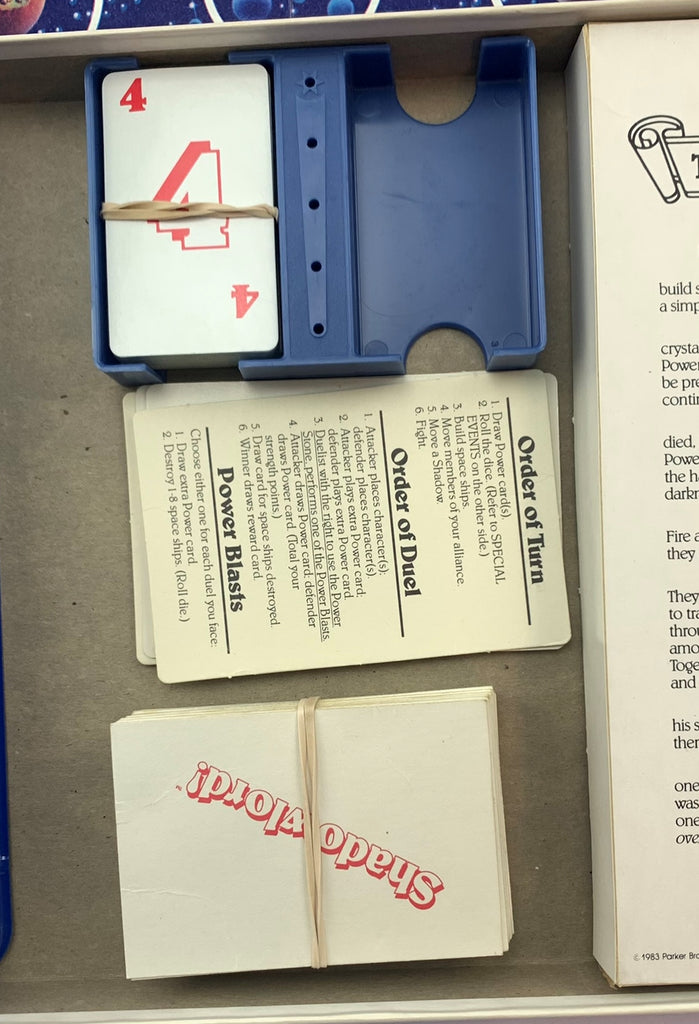 4
4
4
Order of Turn
1. Draw Power card(s).
2. Roll the dice. (Refer to SPECIAL
EVENTS on the other side.)
3. Build space ships.
4. Move members of your alliance.
5. Move a Shadow.
6. Fight.
Order of Duel
1. Attacker places character(s);
defender places character(s).
2. Attacker plays extra Power card;
defender plays extra Power card.
3. Duelist with the right to use the Power
Stone, performs one of the Power Blasts.
4. Attacker draws Power card; defender
draws Power card. (Total your
strength points.)
5. Draw card for space ships destroyed.
6. Winner draws reward card.
Power Blasts
Choose either one for each duel you face:
1. Draw extra Power card.
2. Destroy 1-8 space ships. (Roll die.)
Shadowlord!
build
a simp
crysta
Power
be pre
contin
died,
Powe
the h
darkr
Fire a
they
They
to tra
throu
amo
Toge
and
his s
ther
one
was
one
ove
© 1983 Parker Bro